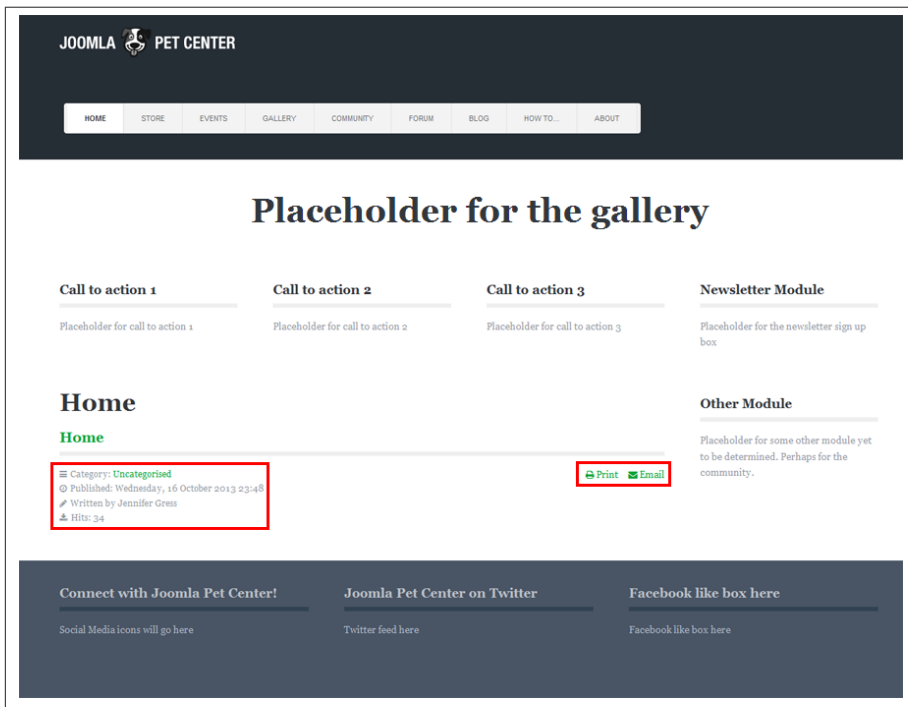 JOOMLA PET CENTER
HOME STORE EVENTS GALLERY COMMUNITY FORUM BLOG HOW TO... ABOUT
Placeholder for the gallery
Call to action 1
Placeholder for call to action 1
Call to action 2
Placeholder for call to action 2
Call to action 3
Placeholder for call to action 3
Newsletter Module
Placeholder for the newsletter sign up
box
Home
Home
Category: Uncategorised
Published: Wednesday, 16 October 2013 23:48
Written by Jennifer Gress
Hits: 34
Print Email
Other Module
Placeholder for some other module yet
to be determined. Perhaps for the
community.
Connect with Joomla Pet Center!
Social Media icons will go here
Joomla Pet Center on Twitter
Twitter feed here
Facebook like box here
Facebook like box here